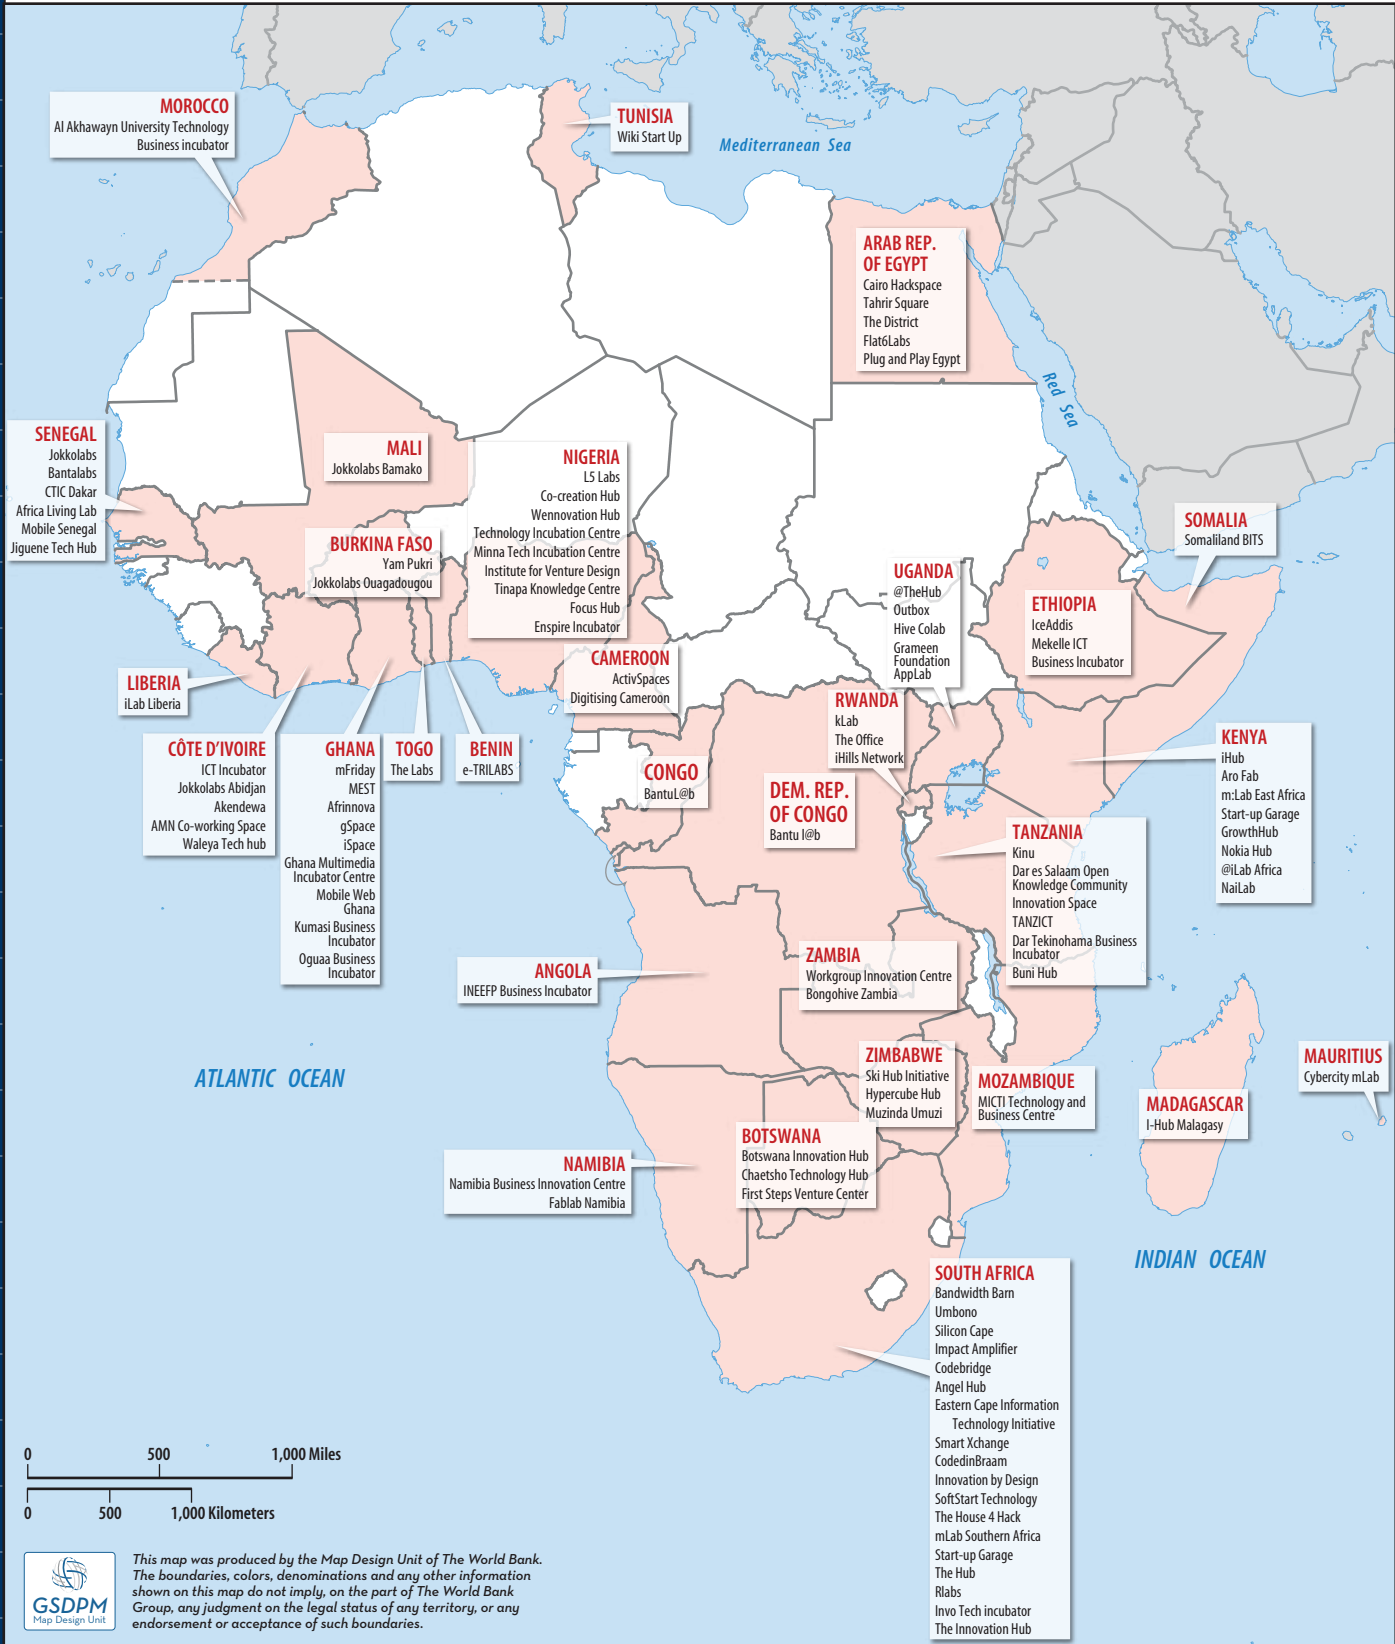 MOROCCO
Al Akhawayn University Technology
Business incubator
TUNISIA
Wiki Start Up
Mediterranean Sea
ARAB REP.
OF EGYPT
Cairo Hackspace
Tahrir Square
The District
Flat6Labs
Plug and Play Egypt
Red Sea
SENEGAL
Jokkolabs
Bantalabs
CTIC Dakar
Africa Living Lab
Mobile Senegal
Jiguene Tech Hub
MALI
Jokkolabs Bamako
BURKINA FASO
Yam Pukri
Jokkolabs Ouagadougou
NIGERIA
L5 Labs
Co-creation Hub
Wennovation Hub
Technology Incubation Centre
Minna Tech Incubation Centre
Institute for Venture Design
Tinapa Knowledge Centre
Focus Hub
Enspire Incubator
SOMALIA
Somaliland BITS
UGANDA
@TheHub
Outbox
Hive Colab
Grameen
Foundation
AppLab
ETHIOPIA
IceAddis
Mekelle ICT
Business Incubator
CAMEROON
ActivSpaces
Digitising Cameroon
LIBERIA
iLab Liberia
RWANDA
kLab
The Office
iHills Network
CÔTE D'IVOIRE
ICT Incubator
Jokkolabs Abidjan
Akendewa
AMN Co-working Space
Waleya Tech hub
GHANA
mFriday
MEST
Afrinnova
gSpace
iSpace
Ghana Multimedia
Incubator Centre
Mobile Web
Ghana
Kumasi Business
Incubator
Oguaa Business
Incubator
TOGO
The Labs
BENIN
e-TRILABS
CONGO
BantuL@b
DEM. REP.
OF CONGO
Bantu l@b
KENYA
iHub
Aro Fab
m:Lab East Africa
Start-up Garage
GrowthHub
Nokia Hub
@iLab Africa
NaiLab
TANZANIA
Kinu
Dar es Salaam Open
Knowledge Community
Innovation Space
TANZICT
Dar Tekinohama Business
Incubator
Buni Hub
ANGOLA
INEEFP Business Incubator
ZAMBIA
Workgroup Innovation Centre
Bongohive Zambia
ATLANTIC OCEAN
ZIMBABWE
Ski Hub Initiative
Hypercube Hub
Muzinda Umuzi
MOZAMBIQUE
MICTI Technology and
Business Centre
MADAGASCAR
I-Hub Malagasy
MAURITIUS
Cybercity mLab
NAMIBIA
Namibia Business Innovation Centre
Fablab Namibia
BOTSWANA
Botswana Innovation Hub
Chaetsho Technology Hub
First Steps Venture Center
INDIAN OCEAN
SOUTH AFRICA
Bandwidth Barn
Umbono
Silicon Cape
Impact Amplifier
Codebridge
Angel Hub
Eastern Cape Information
Technology Initiative
Smart Xchange
CodedinBraam
Innovation by Design
SoftStart Technology
The House 4 Hack
mLab Southern Africa
Start-up Garage
The Hub
Rlabs
Invo Tech incubator
The Innovation Hub
0 500 1,000 Miles
0 500 1,000 Kilometers
GSDPM
Map Design Unit
This map was produced by the Map Design Unit of The World Bank.
The boundaries, colors, denominations and any other information
shown on this map do not imply, on the part of The World Bank
Group, any judgment on the legal status of any territory, or any
endorsement or acceptance of such boundaries.